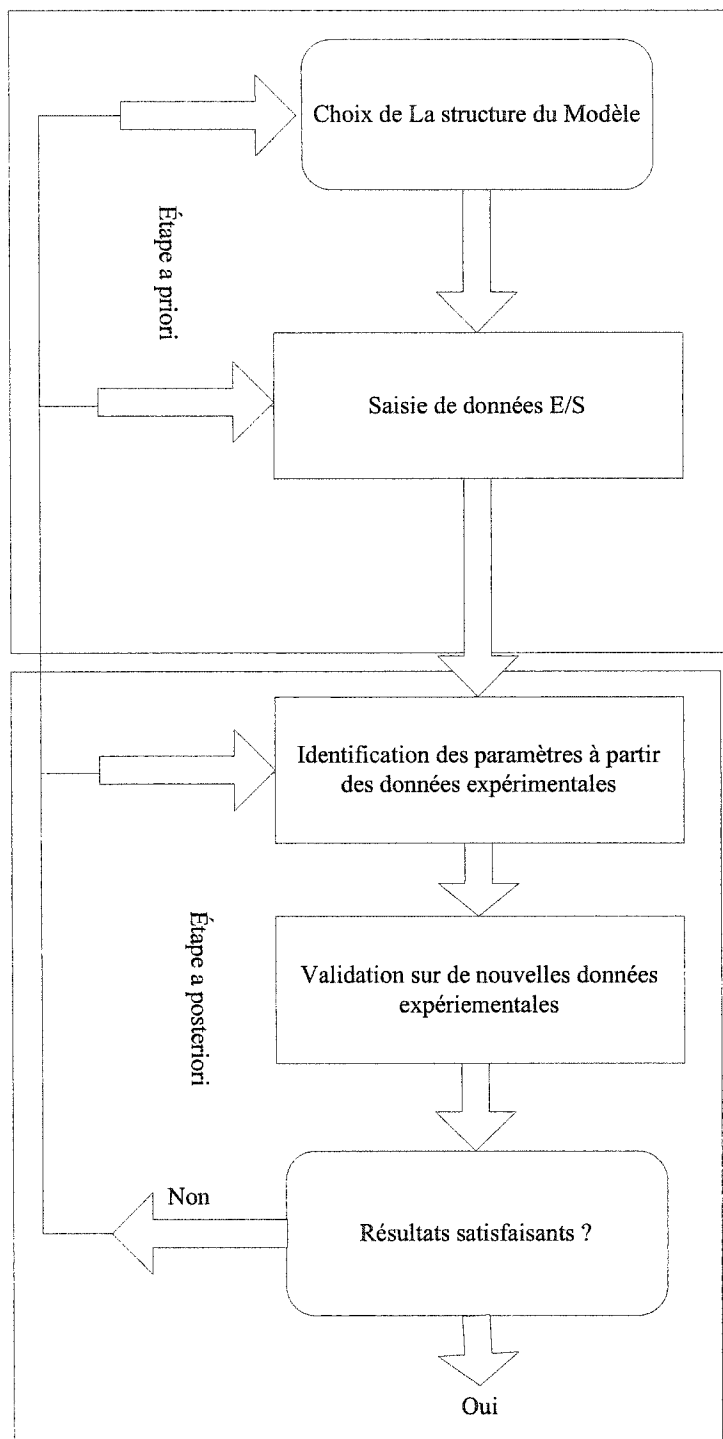 Choix de La structure du Modèle
Étape a priori
Saisie de données E/S
Identification des paramètres à partir
des données expérimentales
Étape a posteriori
Validation sur de nouvelles données
expériementales
Non
Résultats satisfaisants ?
Oui